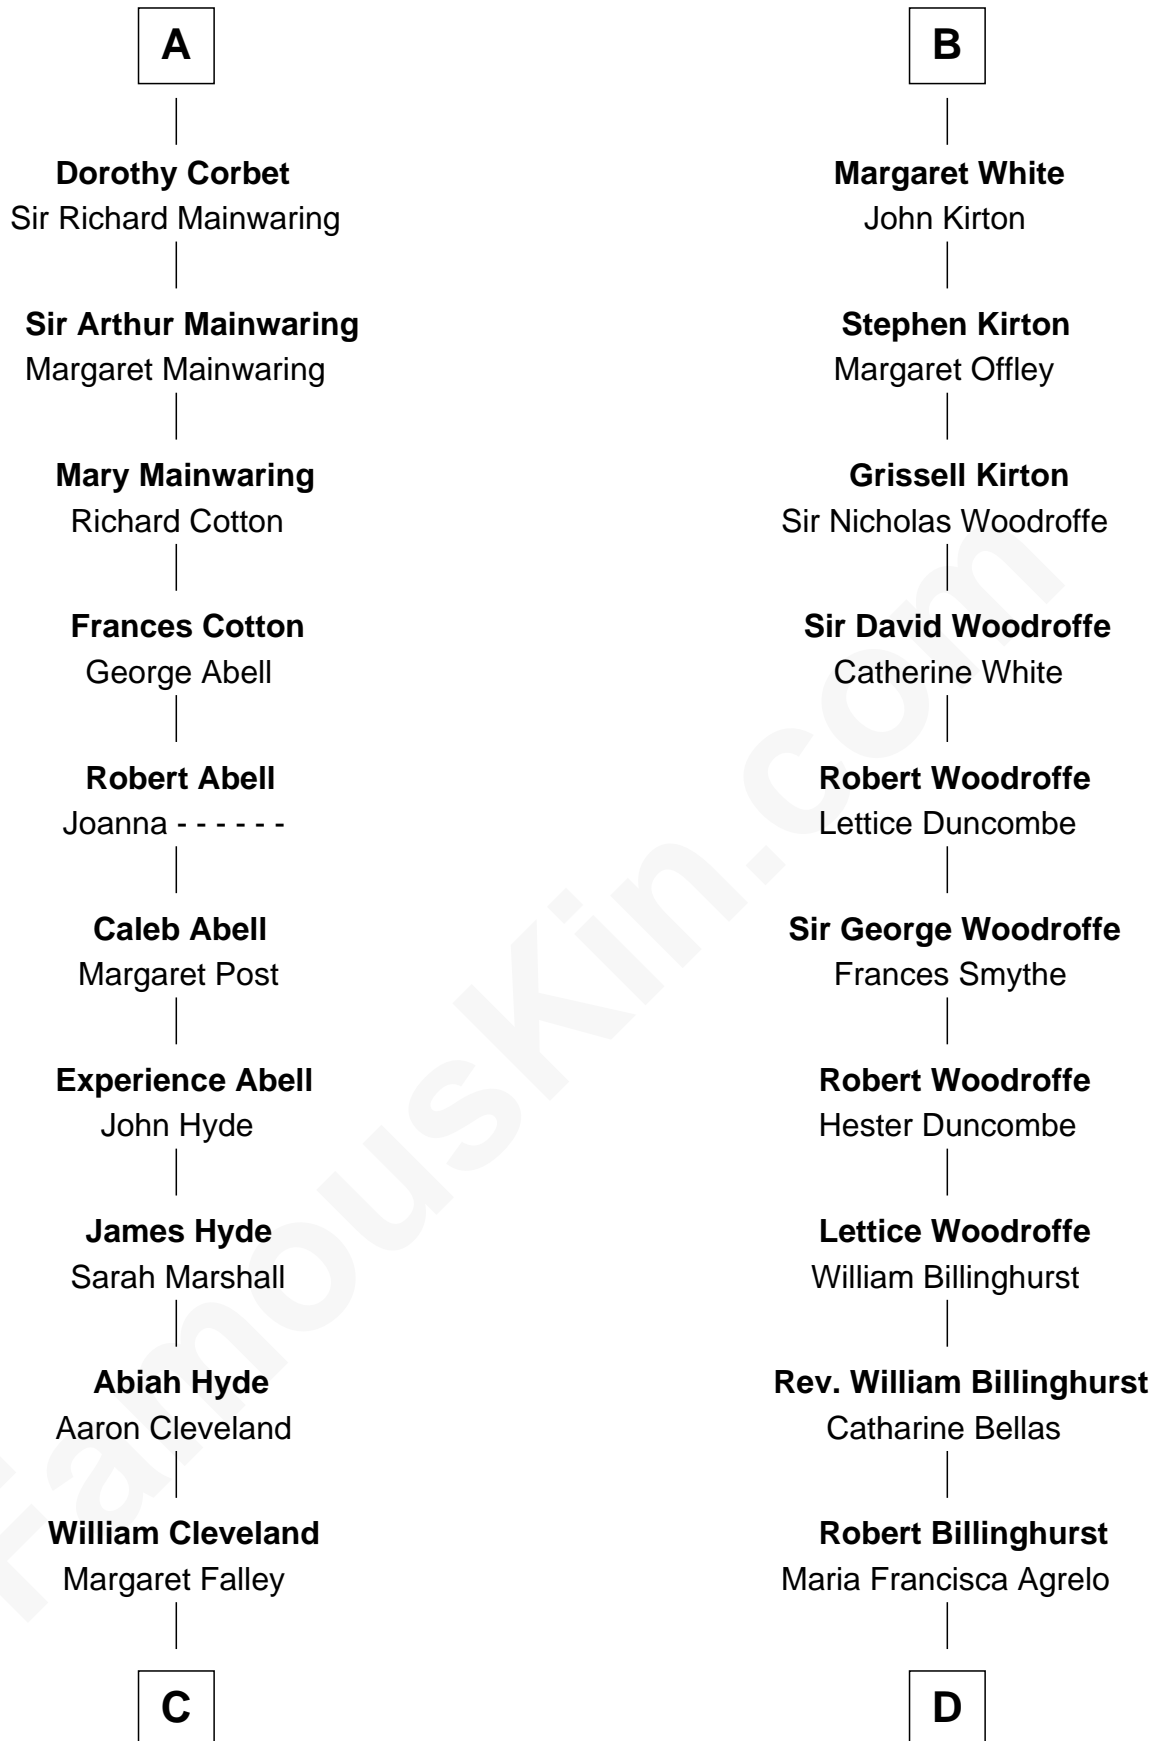 A
Dorothy Corbet
Sir Richard Mainwaring
Sir Arthur Mainwaring
Margaret Mainwaring
Mary Mainwaring
Richard Cotton
Frances Cotton
George Abell
Robert Abell
Joanna - - - - - -
Caleb Abell
Margaret Post
Experience Abell
John Hyde
James Hyde
Sarah Marshall
Abiah Hyde
Aaron Cleveland
William Cleveland
Margaret Falley
C
B
Margaret White
John Kirton
Stephen Kirton
Margaret Offley
Grissell Kirton
Sir Nicholas Woodroffe
Sir David Woodroffe
Catherine White
Robert Woodroffe
Lettice Duncombe
Sir George Woodroffe
Frances Smythe
Robert Woodroffe
Hester Duncombe
Lettice Woodroffe
William Billinghurst
Rev. William Billinghurst
Catharine Bellas
Robert Billinghurst
Maria Francisca Agrelo
D
FamousKin.com